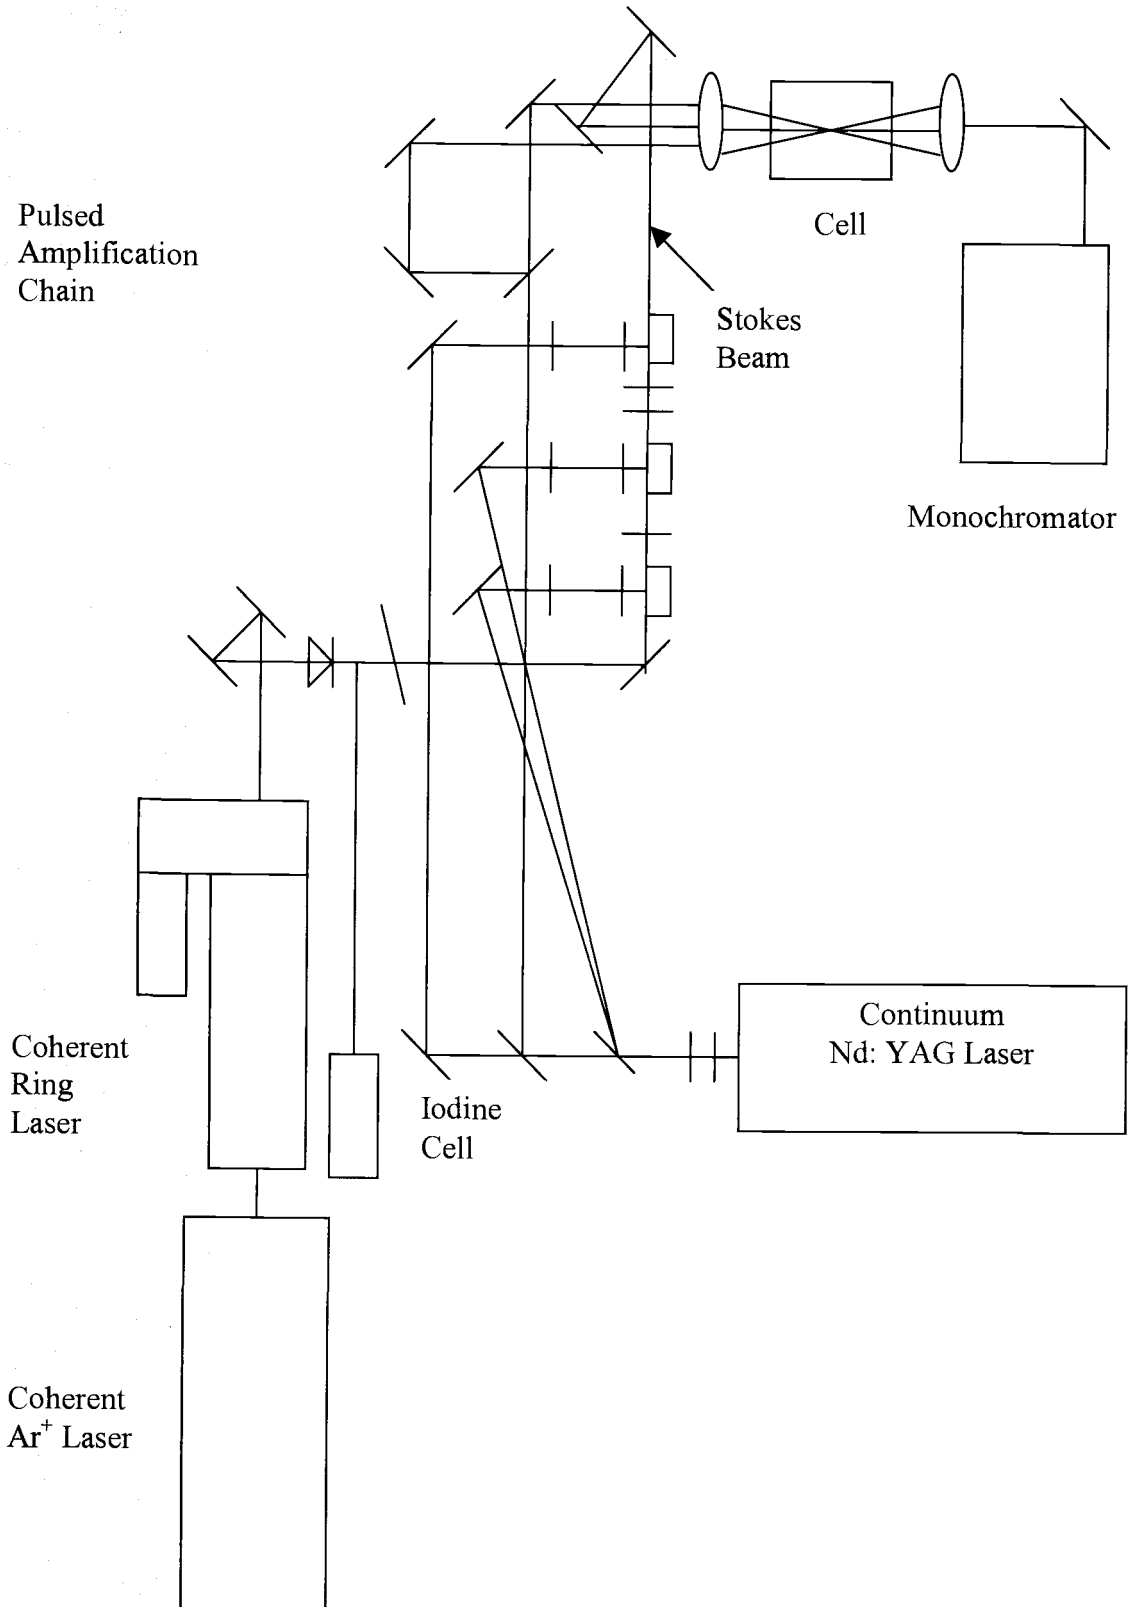 Pulsed
Amplification
Chain
Cell
Stokes
Beam
Monochromator
Continuum
Nd: YAG Laser
Coherent
Ring
Laser
Iodine
Cell
Coherent
Ar⁺ Laser